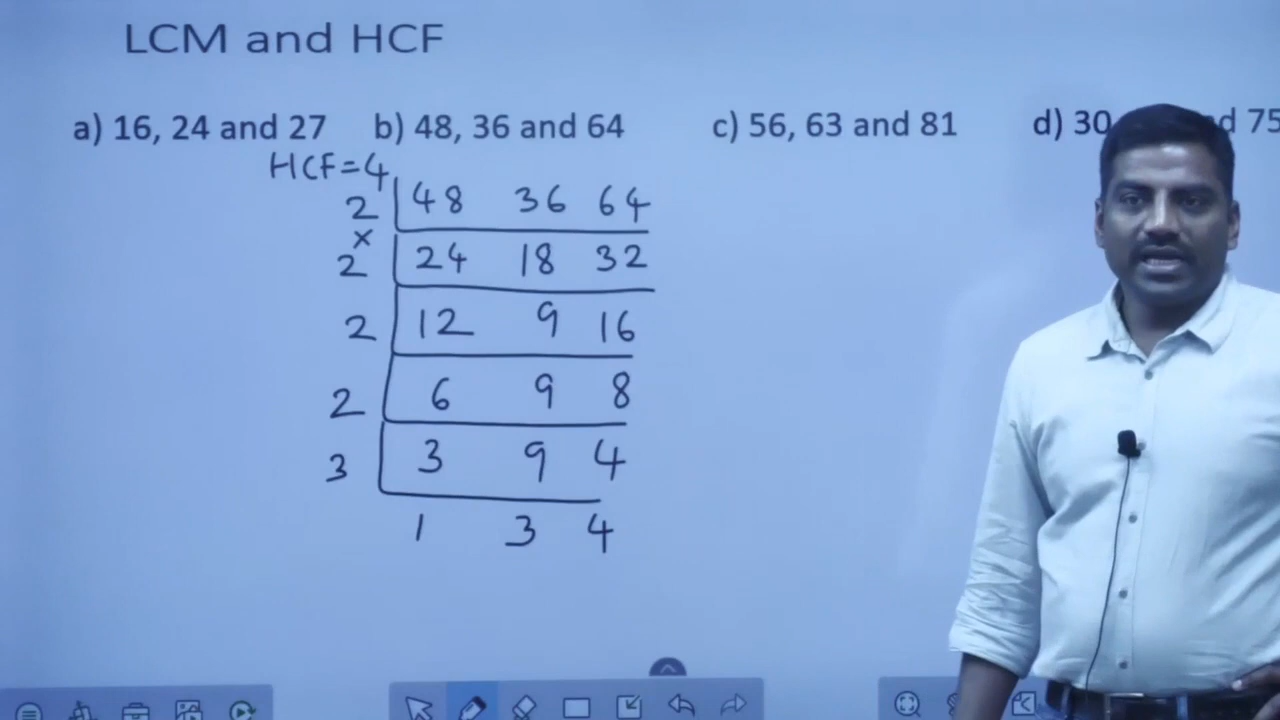 LCM and HCF
a) 16, 24 and 27 b) 48, 36 and 64 c) 56, 63 and 81 d) 30 75
HCF=4
2 48 36 64
×
2 24 18 32
2 12 9 16
2 6 9 8
3 3 9 4
1 3 4